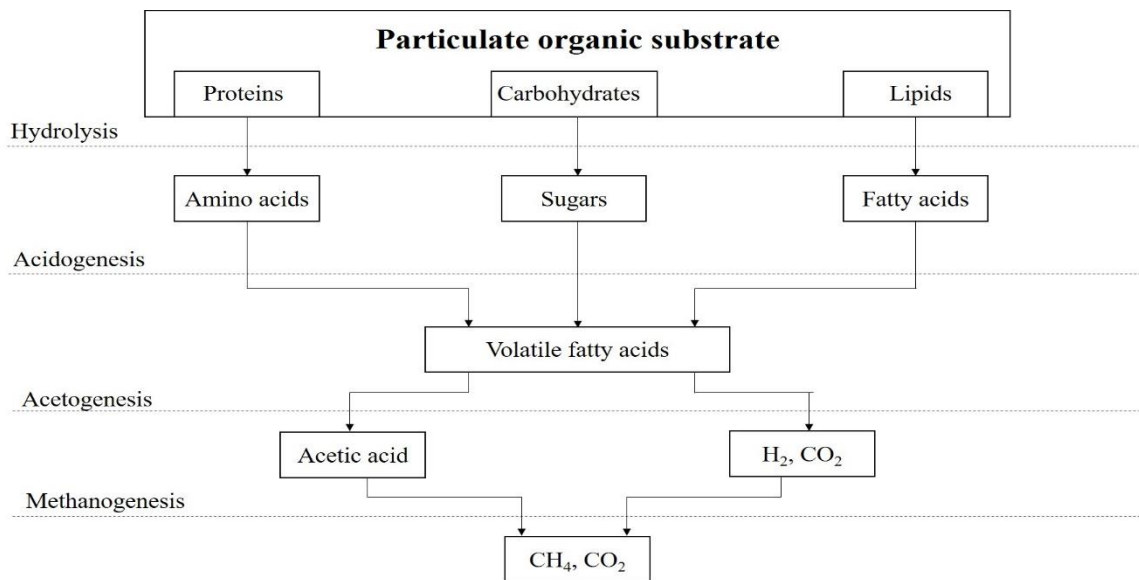 Particulate organic substrate
Proteins
Carbohydrates
Lipids
Hydrolysis
Amino acids
Sugars
Fatty acids
Acidogenesis
Volatile fatty acids
Acetogenesis
Acetic acid
H₂, CO₂
Methanogenesis
CH₄, CO₂